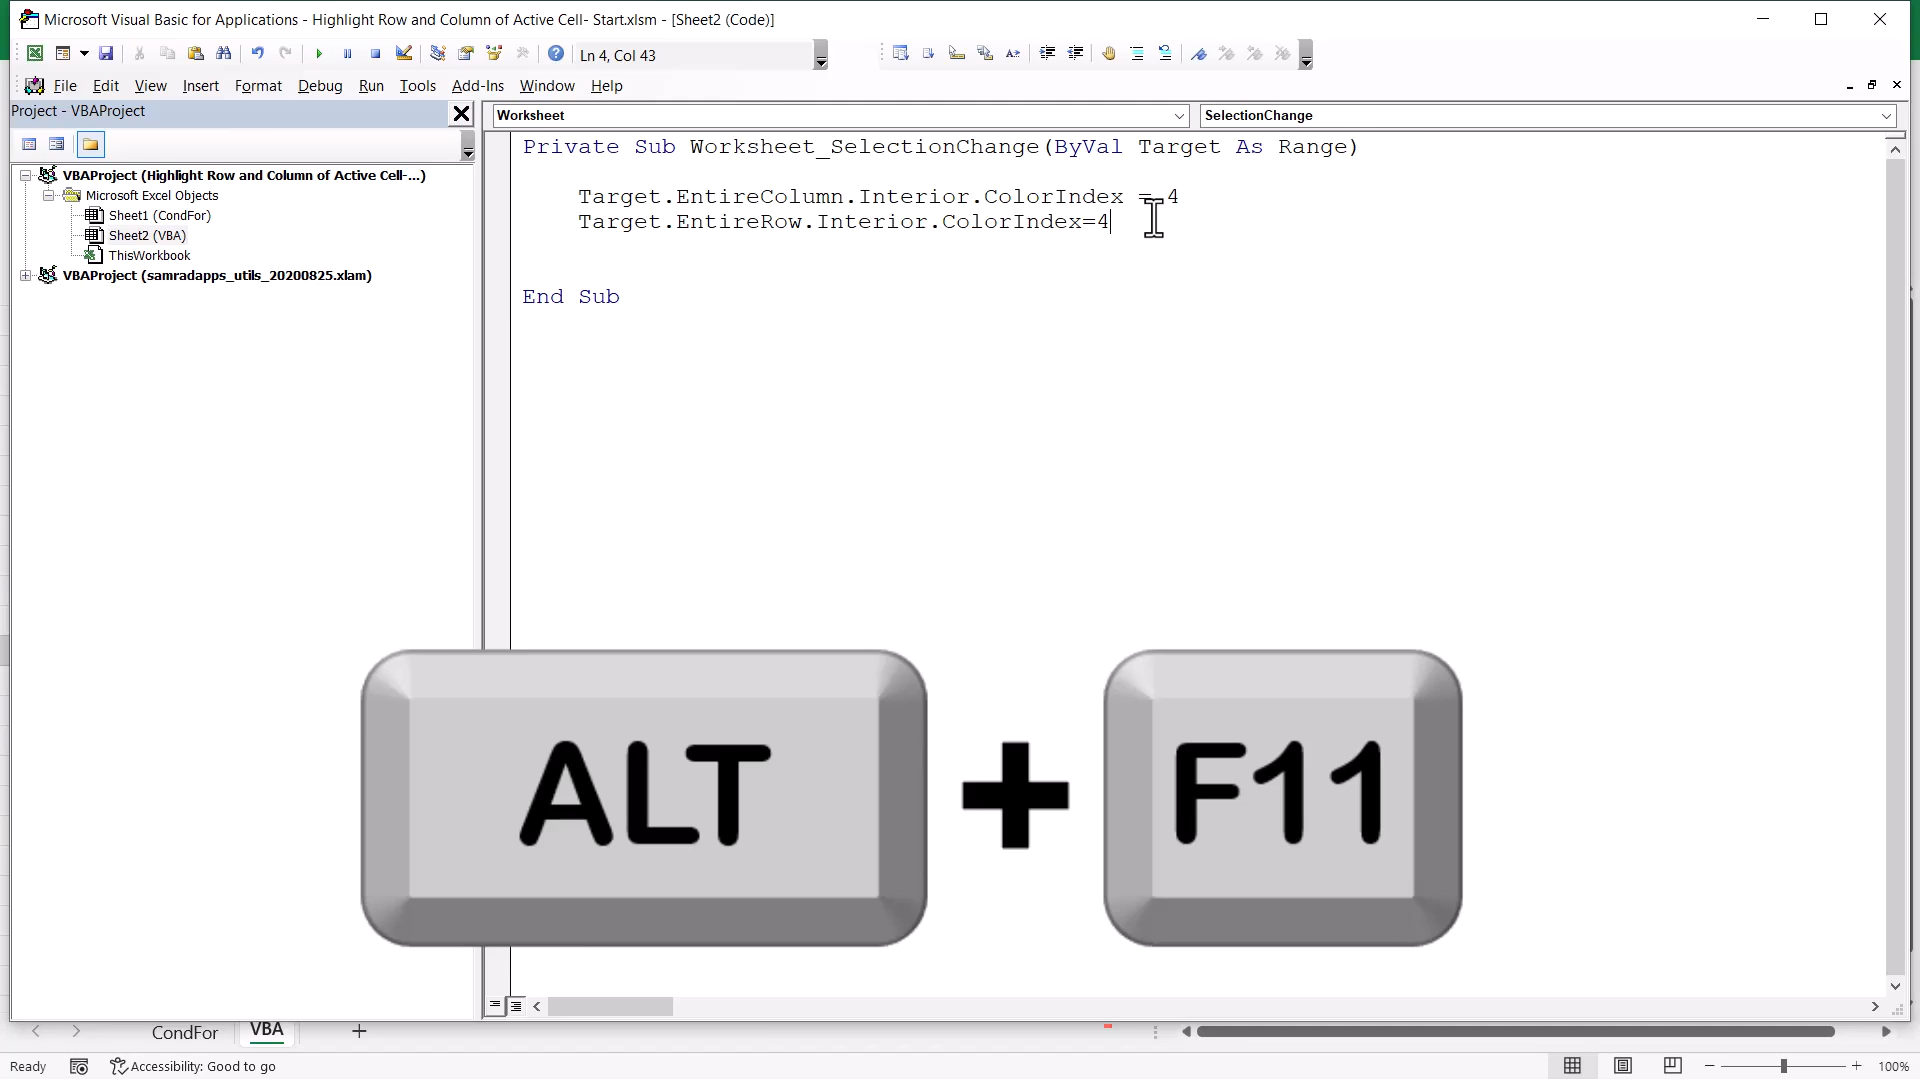 Microsoft Visual Basic for Applications - Highlight Row and Column of Active Cell- Start.xlsm - [Sheet2 (Code)]
Ln 4, Col 43
File Edit View Insert Format Debug Run Tools Add-Ins Window Help
Project - VBAProject
Worksheet
SelectionChange
VBAProject (Highlight Row and Column of Active Cell-...)
Microsoft Excel Objects
Sheet1 (CondFor)
Sheet2 (VBA)
ThisWorkbook
VBAProject (samradapps_utils_20200825.xlam)
Private Sub Worksheet_SelectionChange(ByVal Target As Range)
Target.EntireColumn.Interior.ColorIndex = 4
Target.EntireRow.Interior.ColorIndex=4
End Sub
ALT + F11
CondFor VBA +
Ready Accessibility: Good to go 100%